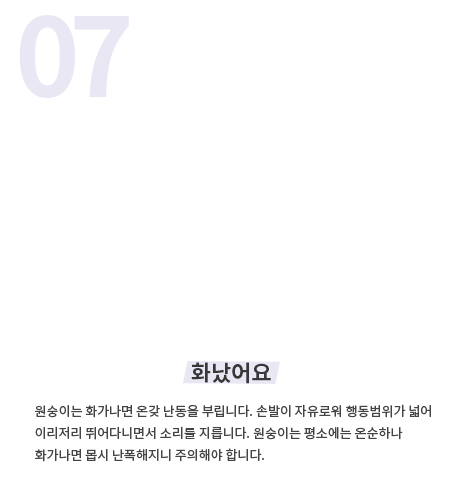 07
화났어요
원숭이는 화가나면 온갖 난동을 부립니다. 손발이 자유로워 행동범위가 넓어
이리저리 뛰어다니면서 소리를 지릅니다. 원숭이는 평소에는 온순하나
화가나면 몹시 난폭해지니 주의해야 합니다.